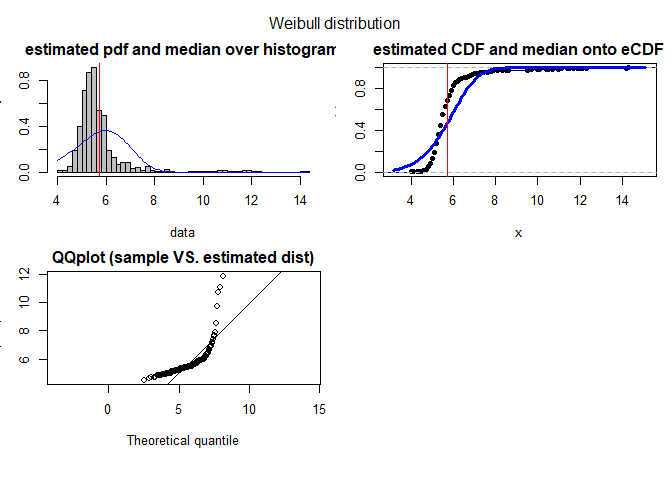 Weibull distribution
estimated pdf and median over histogram
0.0 0.4 0.8
4 6 8 10 12 14
data
estimated CDF and median onto eCDF
0.0 0.4 0.8
4 6 8 10 12 14
x
QQplot (sample VS. estimated dist)
6 8 10 12
0 5 10 15
Theoretical quantile